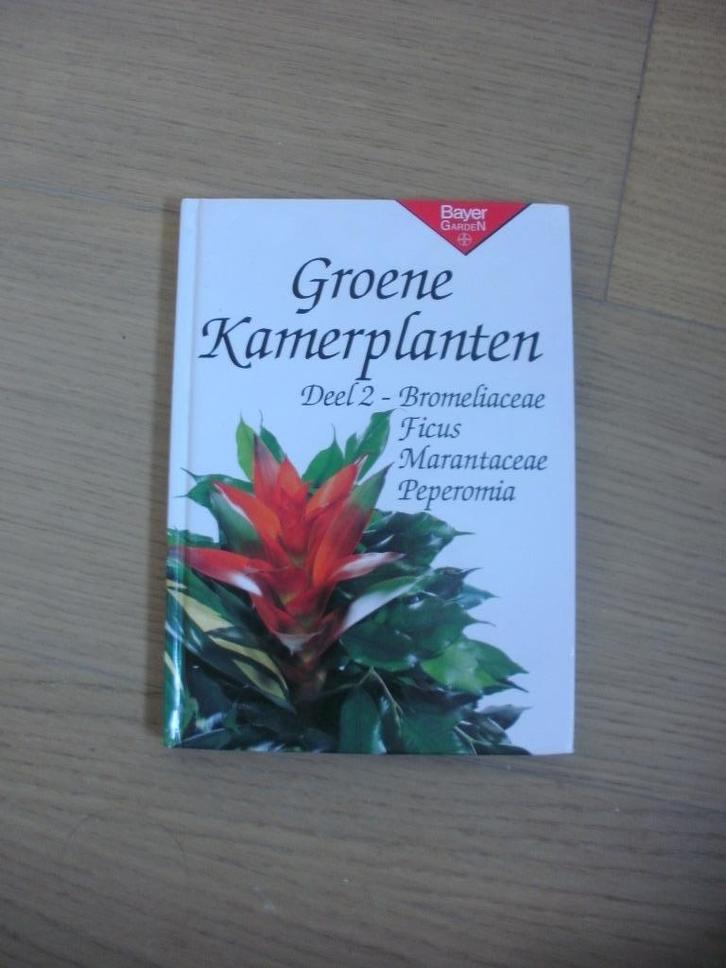 Bayer
GARDEN
Groene
Kamerplanten
Deel 2 - Bromeliaceae
Ficus
Marantaceae
Peperomia